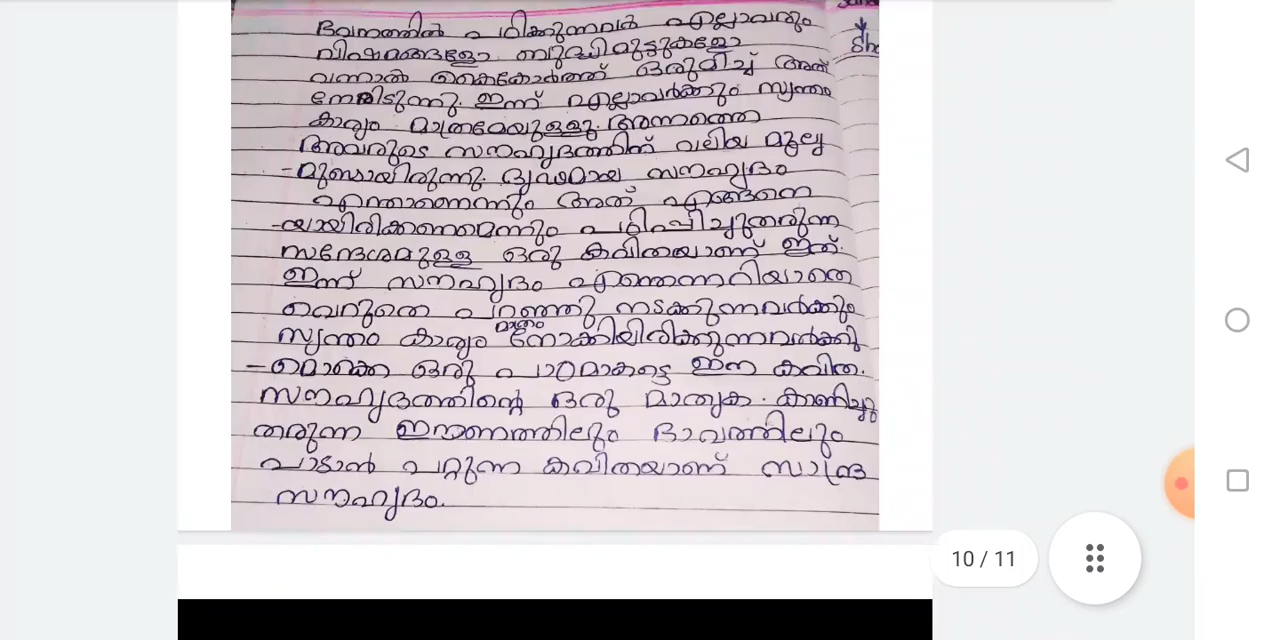 ഭവനത്തിൽ പഠിക്കുന്നവർ എല്ലാവരും
വിഷമങ്ങളോ ബുദ്ധിമുട്ടുകളോ
വന്നാൽ കൈകോർത്ത് ഒരുമിച്ച് അത്
നേരിടുന്നു. ഇന്ന് എല്ലാവർക്കും സ്വന്തം
കാര്യം മാത്രമേയുള്ളു. അന്നത്തെ
അവരുടെ സൗഹൃദത്തിന് വലിയ മൂല്യ
-മുണ്ടായിരുന്നു. ദൃഢമായ സൗഹൃദം
എന്താണെന്നും അത് എങ്ങനെ
-യായിരിക്കണമെന്നും പഠിപ്പിച്ചുതരുന്ന
സന്ദേശമുള്ള ഒരു കവിതയാണ് ഇത്.
ഇന്ന് സൗഹൃദം എന്തെന്നറിയാതെ
വെറുതെ പറഞ്ഞു നടക്കുന്നവർക്കും
സ്വന്തം കാര്യം മാത്രം നോക്കിയിരിക്കുന്നവർക്കു
-മൊക്കെ ഒരു പാഠമാകട്ടെ ഈ കവിത.
സൗഹൃദത്തിന്റെ ഒരു മാതൃക കാണിച്ചു
തരുന്ന ഈണത്തിലും ഭാവത്തിലും
പാടാൻ പറ്റുന്ന കവിതയാണ് സാന്ദ്ര
സൗഹൃദം.
Sho
10 / 11